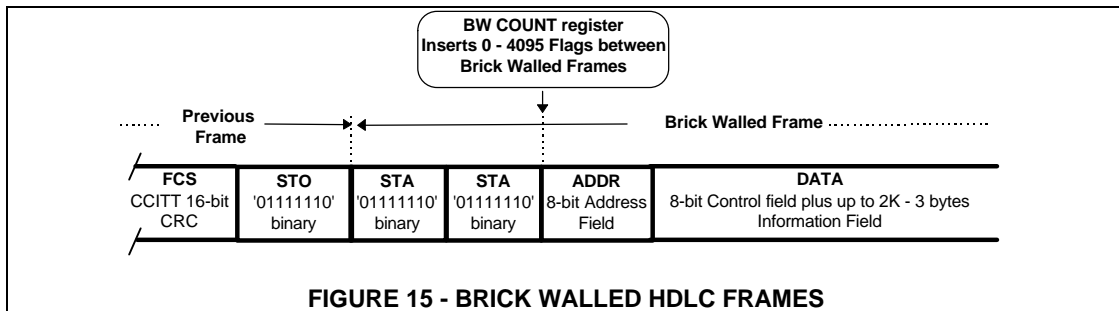 BW COUNT register
Inserts 0 - 4095 Flags between
Brick Walled Frames
Previous
Frame
Brick Walled Frame
FCS
CCITT 16-bit
CRC
STO
'01111110'
binary
STA
'01111110'
binary
STA
'01111110'
binary
ADDR
8-bit Address
Field
DATA
8-bit Control field plus up to 2K - 3 bytes
Information Field
FIGURE 15 - BRICK WALLED HDLC FRAMES